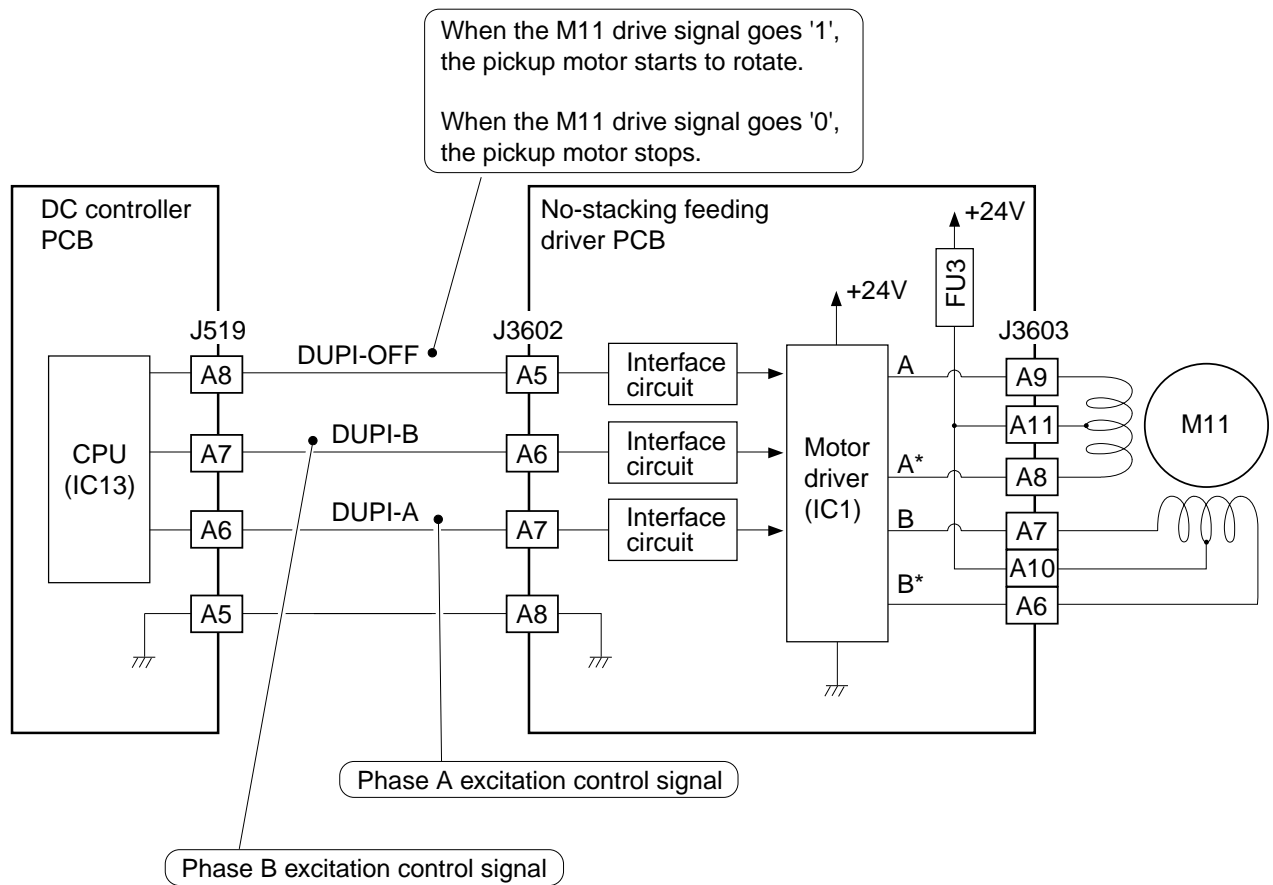 When the M11 drive signal goes '1',
the pickup motor starts to rotate.
When the M11 drive signal goes '0',
the pickup motor stops.
DC controller
PCB
No-stacking feeding
driver PCB
+24V
FU3
+24V
J519
J3602
J3603
DUPI-OFF
A8
A5
Interface
circuit
A
A9
CPU
(IC13)
A7
DUPI-B
A6
Interface
circuit
Motor
driver
(IC1)
A11
M11
A*
A8
A6
DUPI-A
A7
Interface
circuit
B
A7
A10
B*
A6
A5
A8
Phase A excitation control signal
Phase B excitation control signal